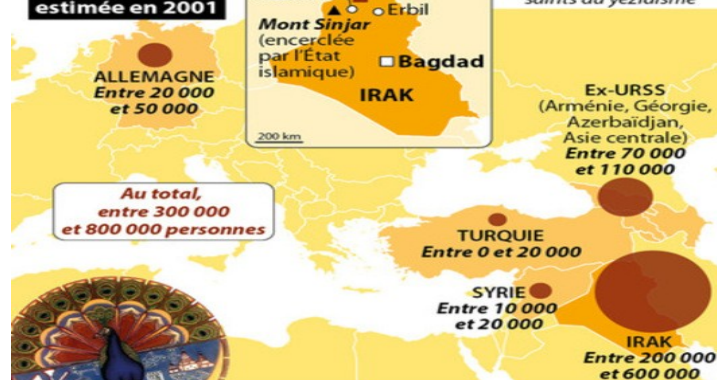 estimée en 2001
Erbil
Mont Sinjar
(encerclée
par l'État
islamique)
Bagdad
IRAK
200 km
saints du yézidisme
ALLEMAGNE
Entre 20 000
et 50 000
Ex-URSS
(Arménie, Géorgie,
Azerbaïdjan,
Asie centrale)
Entre 70 000
et 110 000
Au total,
entre 300 000
et 800 000 personnes
TURQUIE
Entre 0 et 20 000
SYRIE
Entre 10 000
et 20 000
IRAK
Entre 200 000
et 600 000